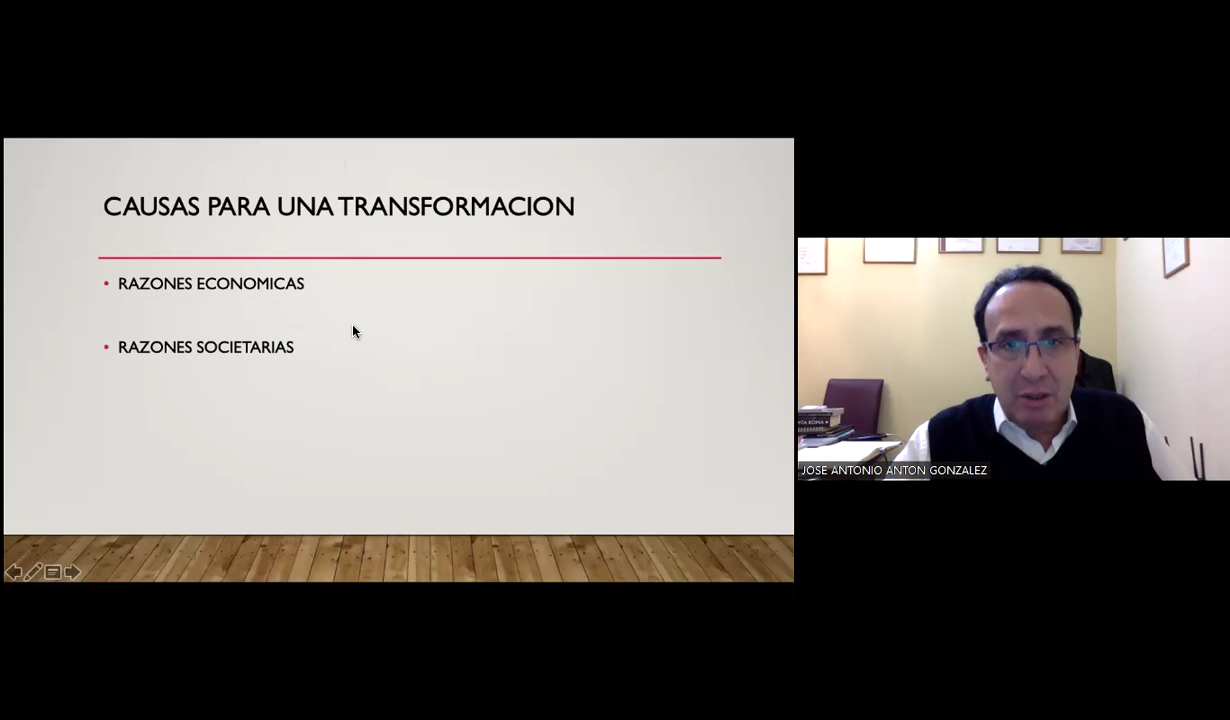 CAUSAS PARA UNA TRANSFORMACION
• RAZONES ECONOMICAS
• RAZONES SOCIETARIAS
JOSE ANTONIO ANTON GONZALEZ